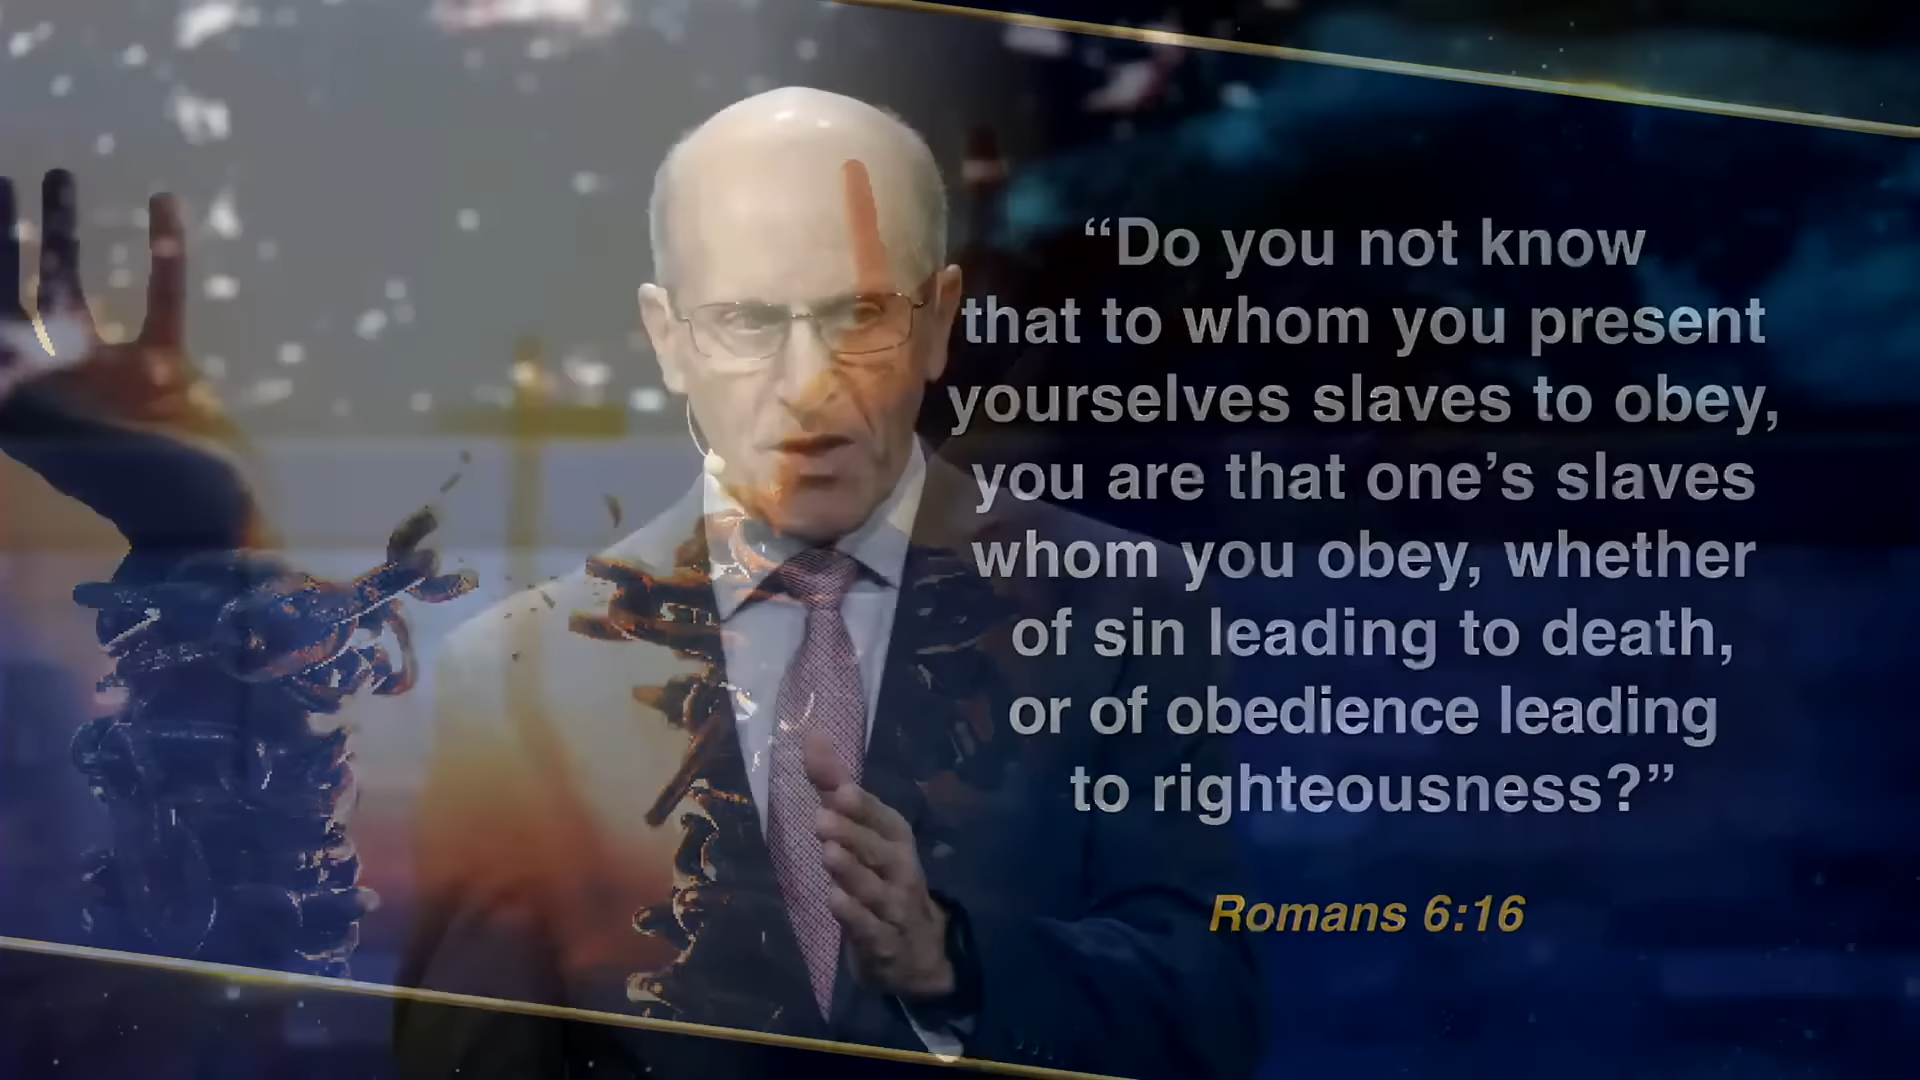 “Do you not know
that to whom you present
yourselves slaves to obey,
you are that one’s slaves
whom you obey, whether
of sin leading to death,
or of obedience leading
to righteousness?”
Romans 6:16